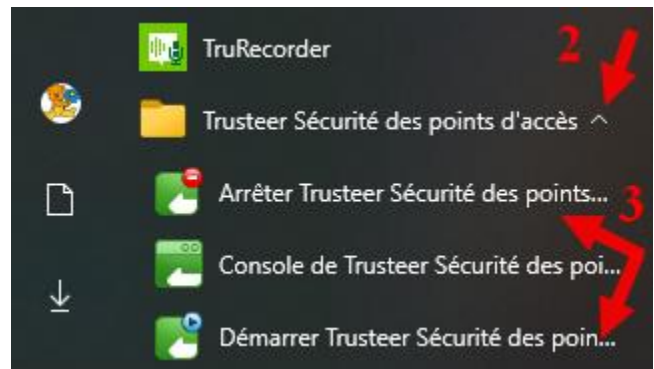 TruRecorder
2
Trusteer Sécurité des points d'accès
Arrêter Trusteer Sécurité des points...
3
Console de Trusteer Sécurité des poi...
Démarrer Trusteer Sécurité des poin...